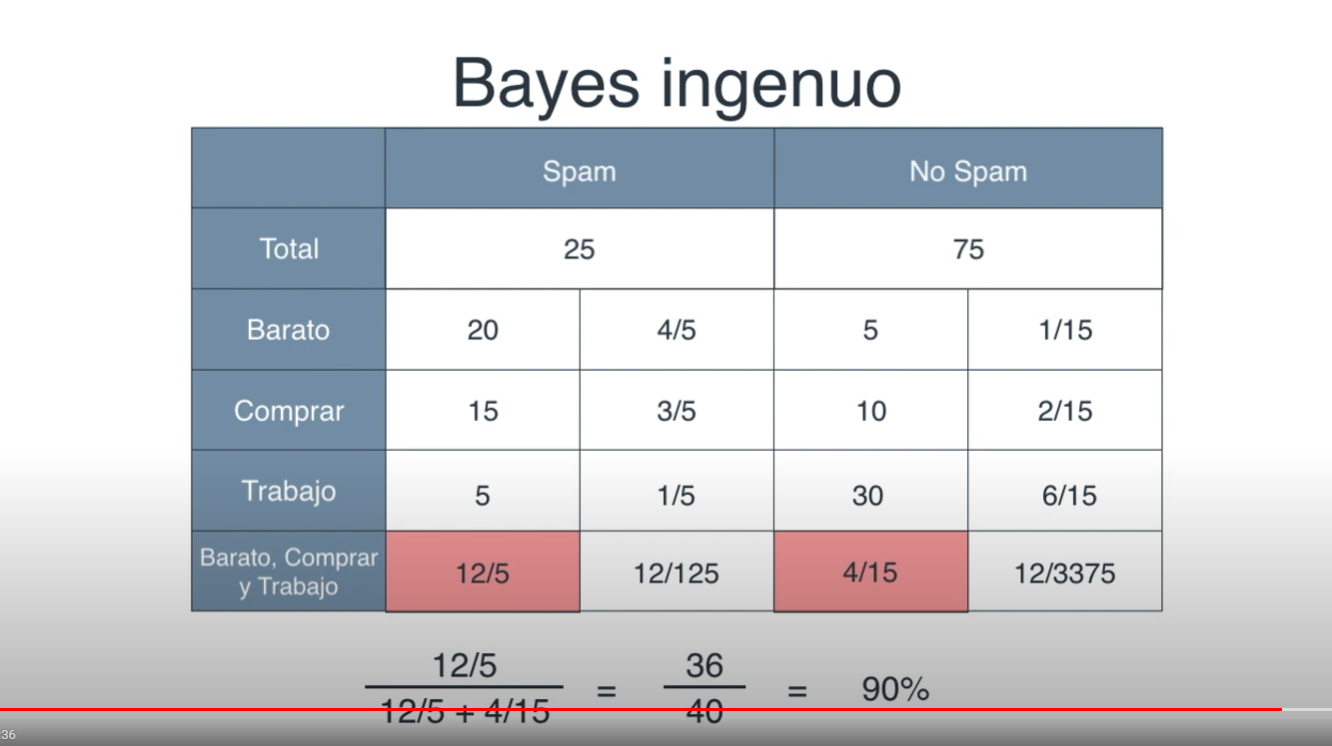 Bayes ingenuo
Spam No Spam
Total 25 75
Barato 20 4/5 5 1/15
Comprar 15 3/5 10 2/15
Trabajo 5 1/5 30 6/15
Barato, Comprar
y Trabajo 12/5 12/125 4/15 12/3375
12/5
12/5 + 4/15
=
36
40
=
90%
:36